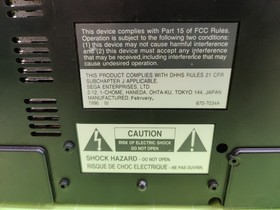 This device complies with Part 15 of FCC Rules.
Operation is subject to the following two conditions:
(1) this device may not cause harmful interference
and (2) this device must accept any interference
that may be received,including interference that may
cause undesired operation.
THIS PRODUCT COMPLIES WITH DHHS RULES 21 CFR
SUBCHAPTER J APPLICABLE.
SEGA ENTERPRISES, LTD.
2-12, 1-CHOME, HANEDA, OHTA-KU, TOKYO 144, JAPAN
MANUFACTURED: February,
1996
CAUTION
RISK OF ELECTRIC SHOCK
DO NOT OPEN
SHOCK HAZARD - DO NOT OPEN
RISQUE DE CHOC ELECTRIQUE - NE PAS OUVRIR